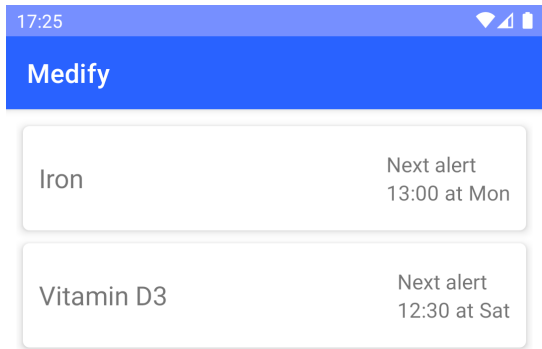 17:25
Medify
Iron
Next alert
13:00 at Mon
Vitamin D3
Next alert
12:30 at Sat